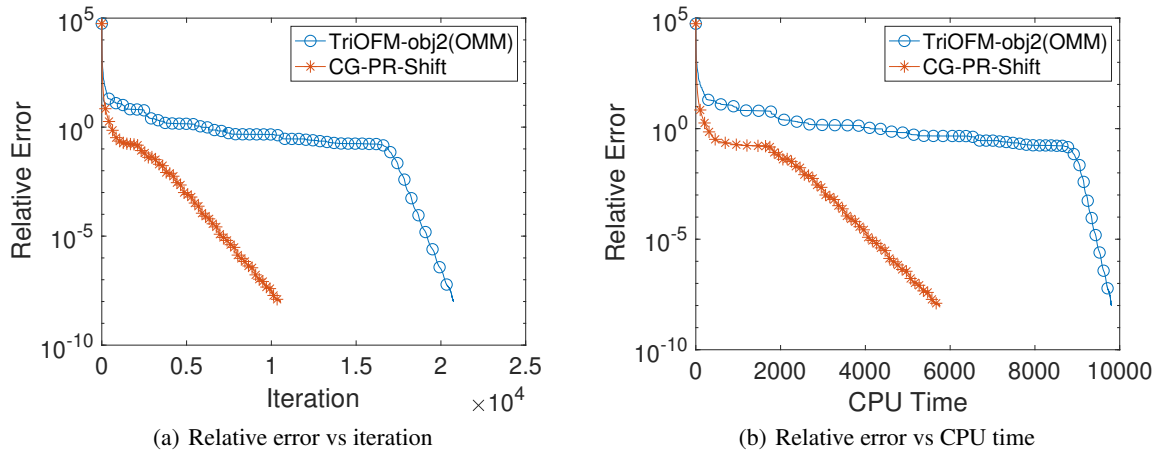 10^5
10^0
10^-5
10^-10
Relative Error
TriOFM-obj2(OMM)
CG-PR-Shift
0 0.5 1 1.5 2 2.5
Iteration
×10^4
(a) Relative error vs iteration
10^5
10^0
10^-5
10^-10
Relative Error
TriOFM-obj2(OMM)
CG-PR-Shift
0 2000 4000 6000 8000 10000
CPU Time
(b) Relative error vs CPU time